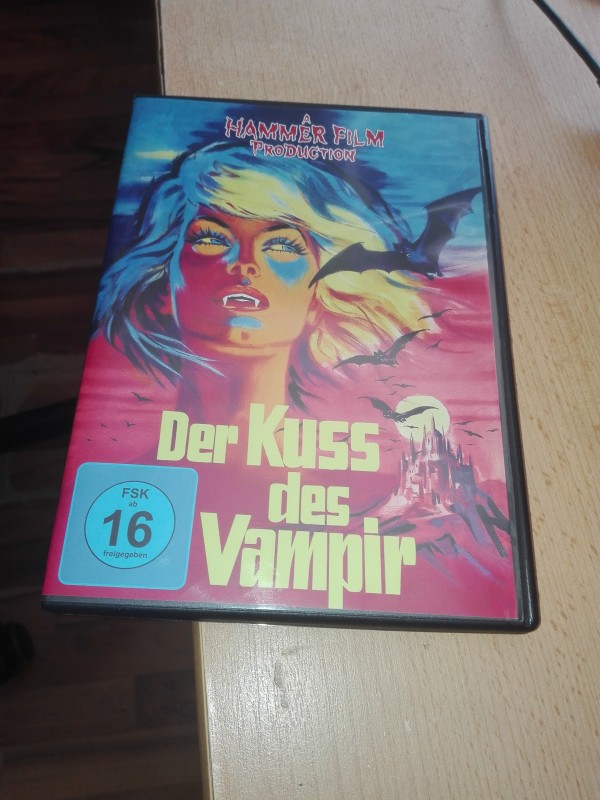 A
HAMMER FILM
PRODUCTION
Der Kuss
des
Vampir
FSK
ab
16
freigegeben